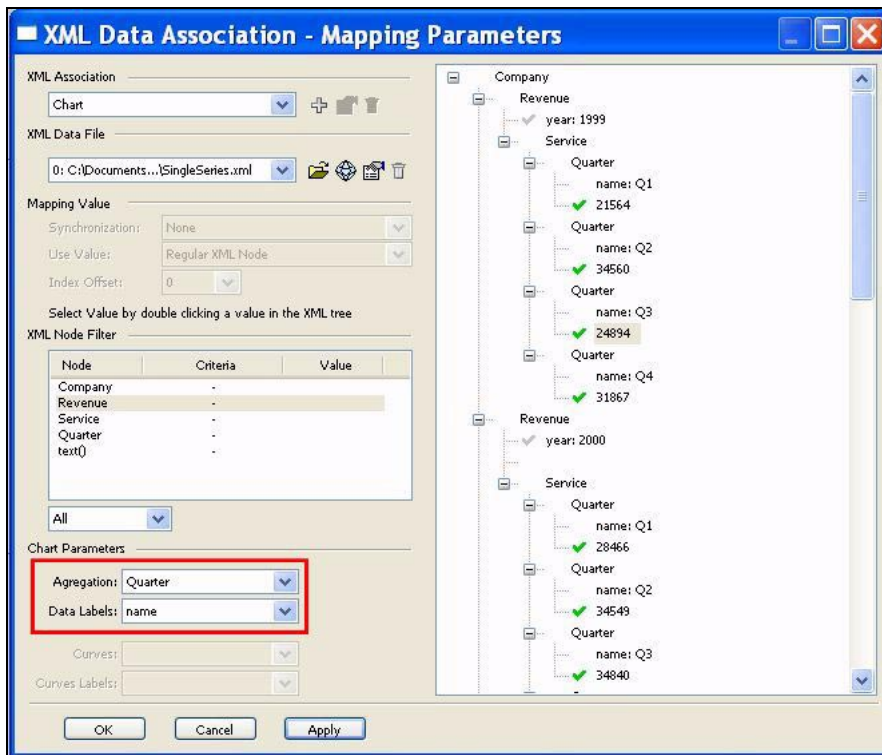 XML Data Association - Mapping Parameters
XML Association
Chart
XML Data File
0: C:\Documents...\SingleSeries.xml
Mapping Value
Synchronization: None
Use Value: Regular XML Node
Index Offset: 0
Select Value by double clicking a value in the XML tree
XML Node Filter
Node Criteria Value
Company -
Revenue -
Service -
Quarter -
text() -
All
Chart Parameters
Agregation: Quarter
Data Labels: name
Curves:
Curves Labels:
OK Cancel Apply
Company
Revenue
year: 1999
Service
Quarter
name: Q1
21564
Quarter
name: Q2
34560
Quarter
name: Q3
24894
Quarter
name: Q4
31867
Revenue
year: 2000
Service
Quarter
name: Q1
28466
Quarter
name: Q2
34549
Quarter
name: Q3
34840